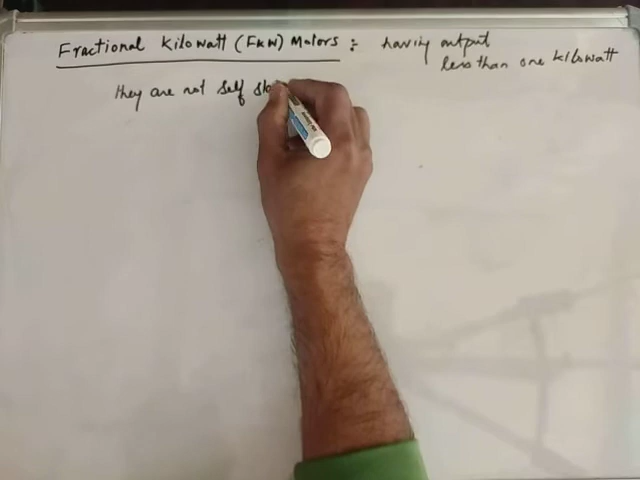 Fractional Kilowatt (FKW) Motors : having output
less than one kilowatt
they are not self